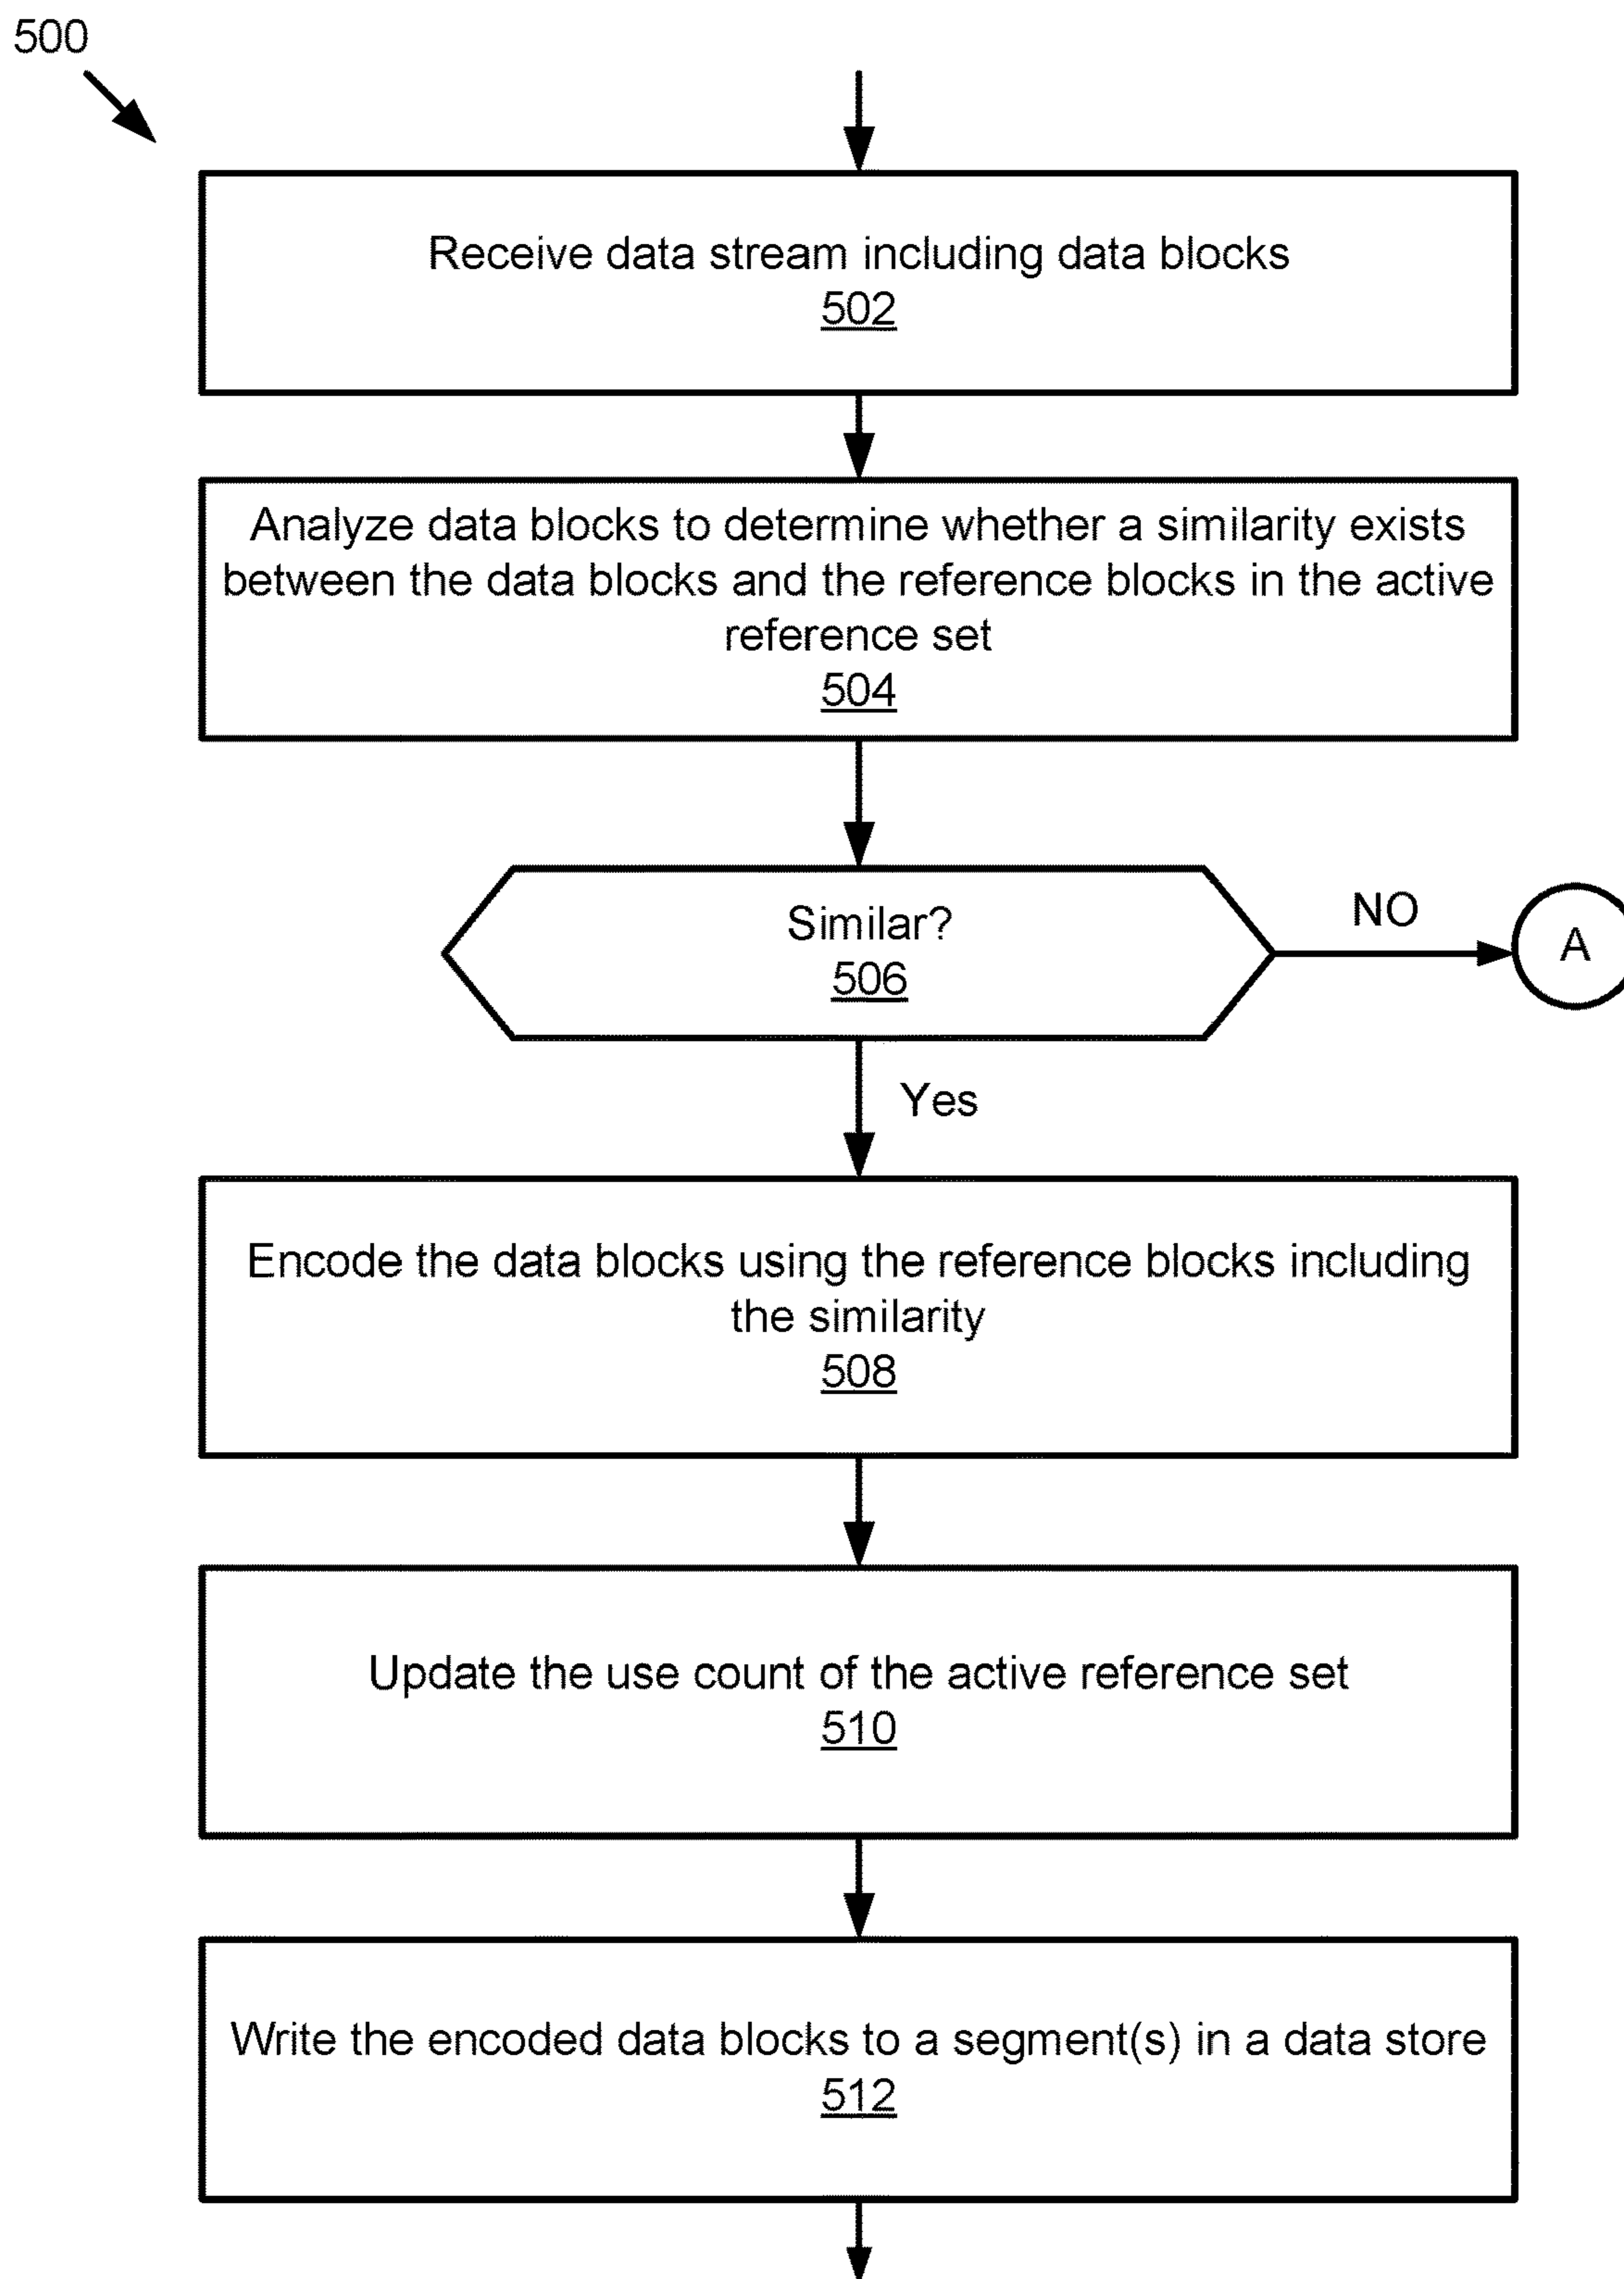 500
Receive data stream including data blocks
502
Analyze data blocks to determine whether a similarity exists
between the data blocks and the reference blocks in the active
reference set
504
Similar?
506
NO
A
Yes
Encode the data blocks using the reference blocks including
the similarity
508
Update the use count of the active reference set
510
Write the encoded data blocks to a segment(s) in a data store
512